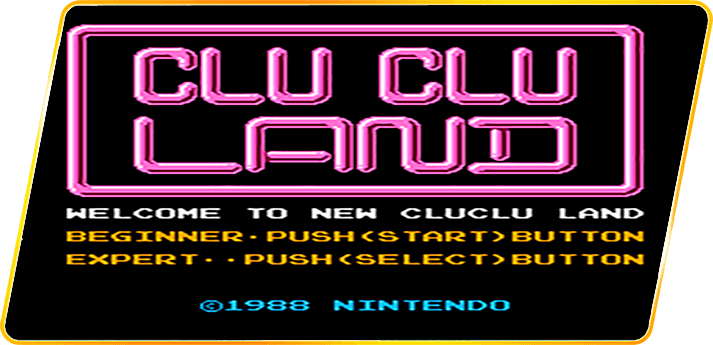 CLU CLU
LAND
WELCOME TO NEW CLUCLU LAND
BEGINNER·PUSH(START)BUTTON
EXPERT··PUSH(SELECT)BUTTON
©1988 NINTENDO